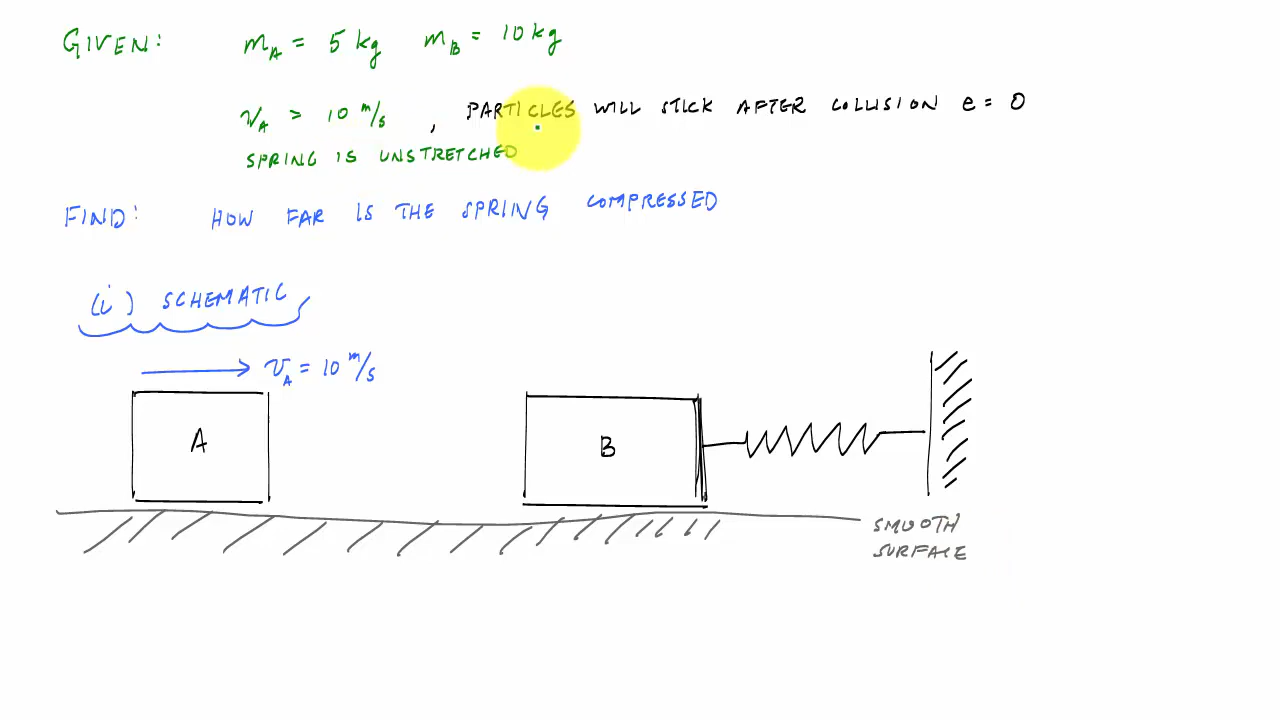 GIVEN: mA = 5 kg mB = 10 kg
vA > 10 m/s , PARTICLES WILL STICK AFTER COLLISION e = 0
SPRING IS UNSTRETCHED
FIND: HOW FAR IS THE SPRING COMPRESSED
(i) SCHEMATIC
vA = 10 m/s
A
B
SMOOTH
SURFACE